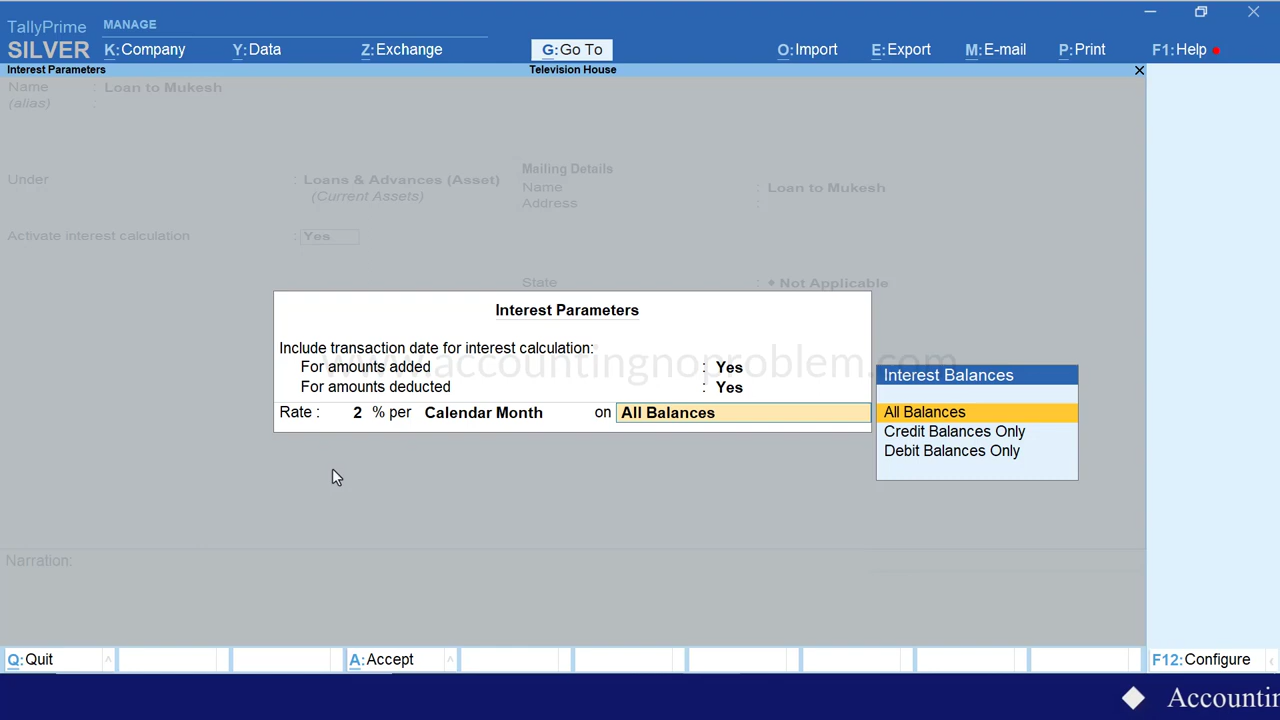 TallyPrime MANAGE
SILVER K:Company Y:Data Z:Exchange G:Go To O:Import E:Export M:E-mail P:Print F1:Help
Interest Parameters Television House
Name : Loan to Mukesh
(alias) :
Mailing Details
Under : Loans & Advances (Asset)
(Current Assets)
Name : Loan to Mukesh
Address :
Activate interest calculation : Yes
State : ♦ Not Applicable
Interest Parameters
Include transaction date for interest calculation:
www.accountingnoproblem.com
For amounts added : Yes
For amounts deducted : Yes
Rate : 2 % per Calendar Month on All Balances
Interest Balances
All Balances
Credit Balances Only
Debit Balances Only
Narration:
Q:Quit A:Accept F12:Configure